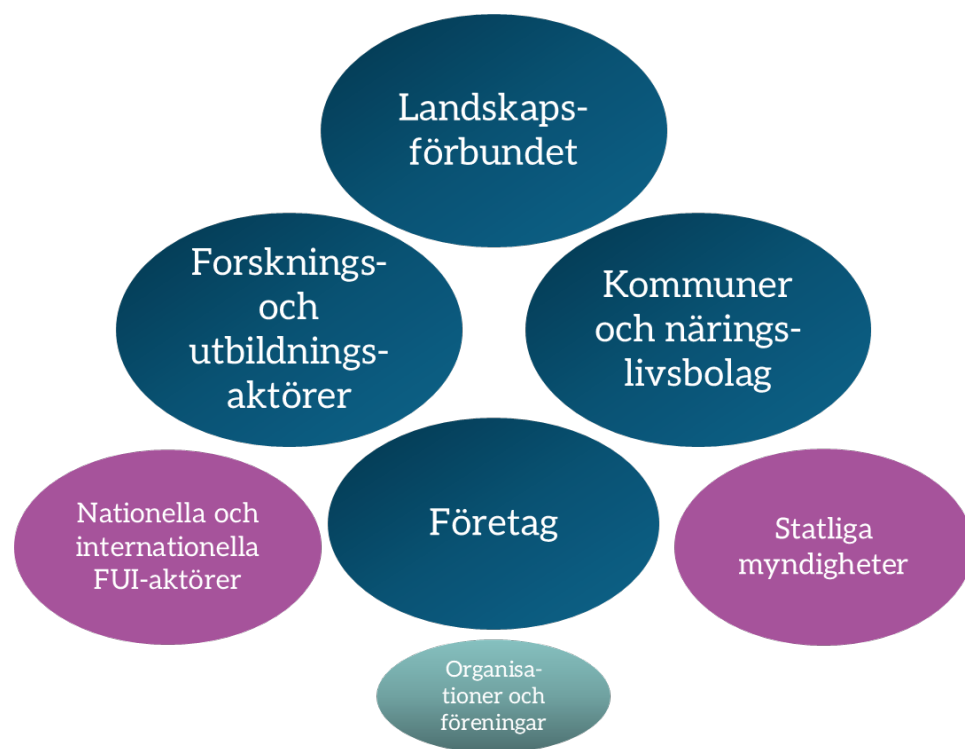 Landskaps-
förbundet
Forsknings-
och
utbildnings-
aktörer
Kommuner
och närings-
livsbolag
Nationella och
internationella
FUI-aktörer
Företag
Statliga
myndigheter
Organisa-
tioner och
föreningar